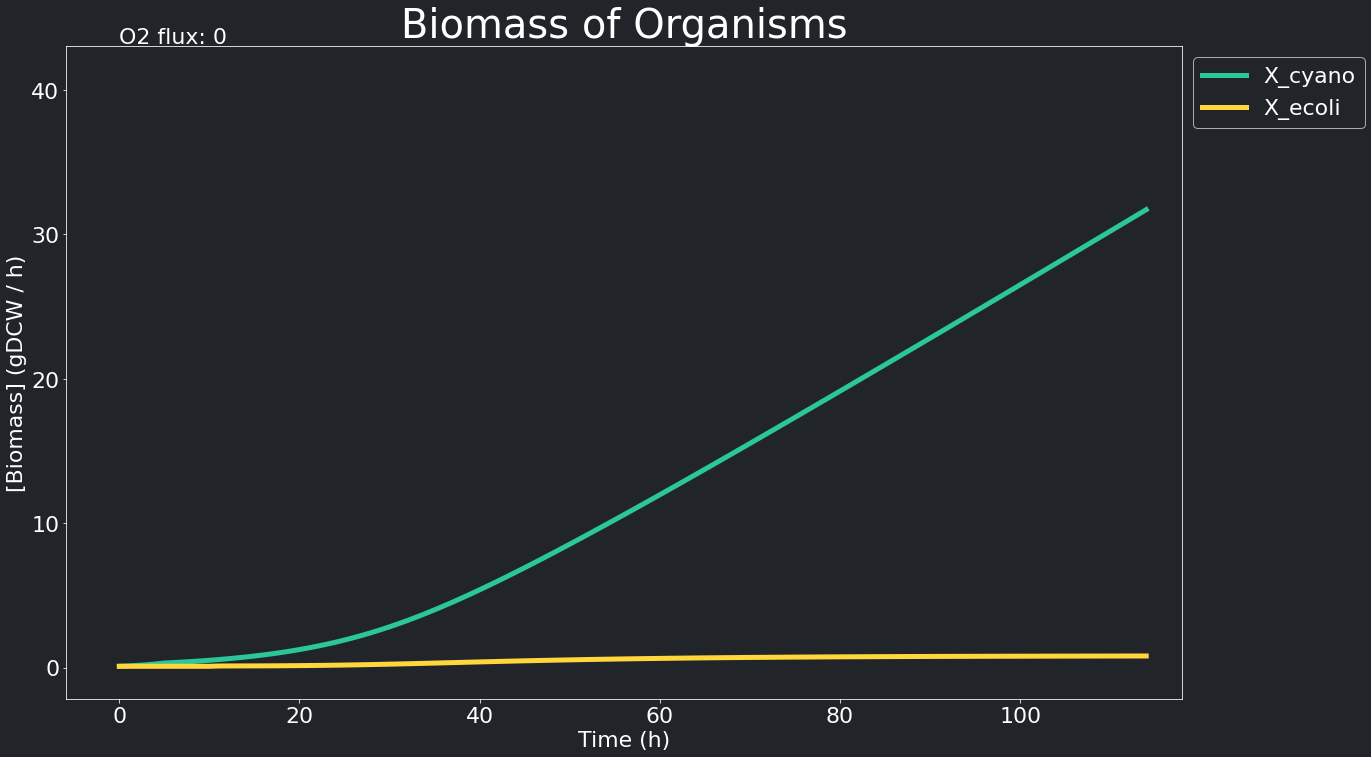 Biomass of Organisms
O2 flux: 0
X_cyano
X_ecoli
[Biomass] (gDCW / h)
40
30
20
10
0
0 20 40 60 80 100
Time (h)